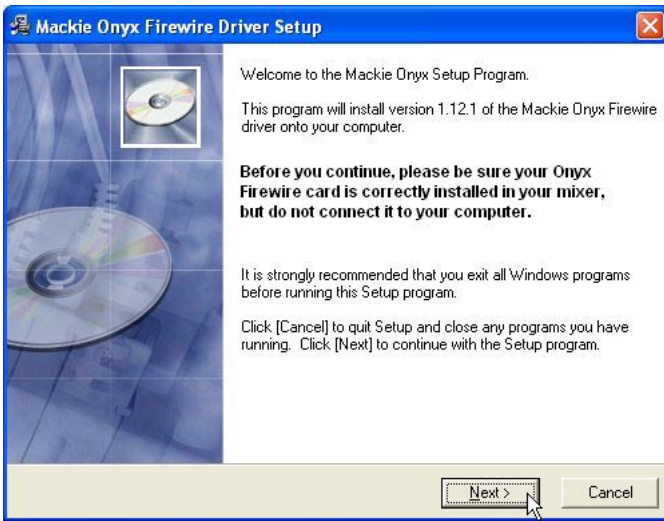 Mackie Onyx Firewire Driver Setup
Welcome to the Mackie Onyx Setup Program.
This program will install version 1.12.1 of the Mackie Onyx Firewire
driver onto your computer.
Before you continue, please be sure your Onyx
Firewire card is correctly installed in your mixer,
but do not connect it to your computer.
It is strongly recommended that you exit all Windows programs
before running this Setup program.
Click [Cancel] to quit Setup and close any programs you have
running. Click [Next] to continue with the Setup program.
Next >
Cancel